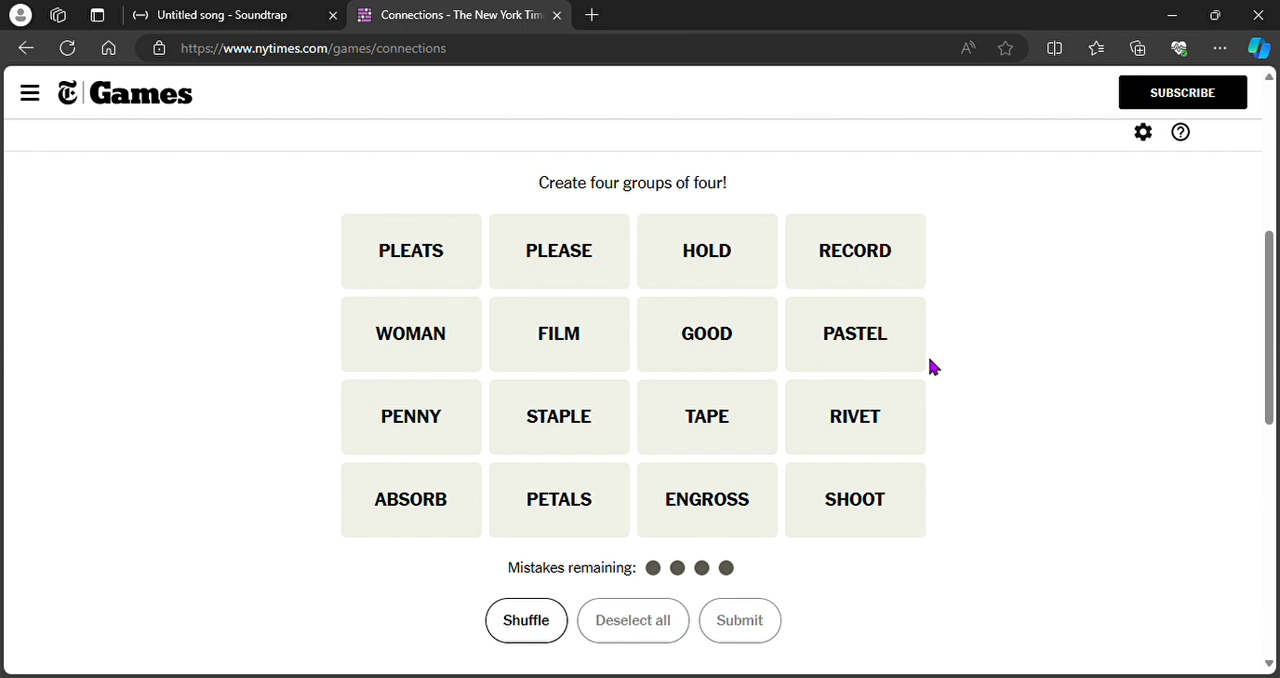 Untitled song - Soundtrap
Connections - The New York Tim
https://www.nytimes.com/games/connections
Games
SUBSCRIBE
Create four groups of four!
PLEATS PLEASE HOLD RECORD
WOMAN FILM GOOD PASTEL
PENNY STAPLE TAPE RIVET
ABSORB PETALS ENGROSS SHOOT
Mistakes remaining:
Shuffle Deselect all Submit